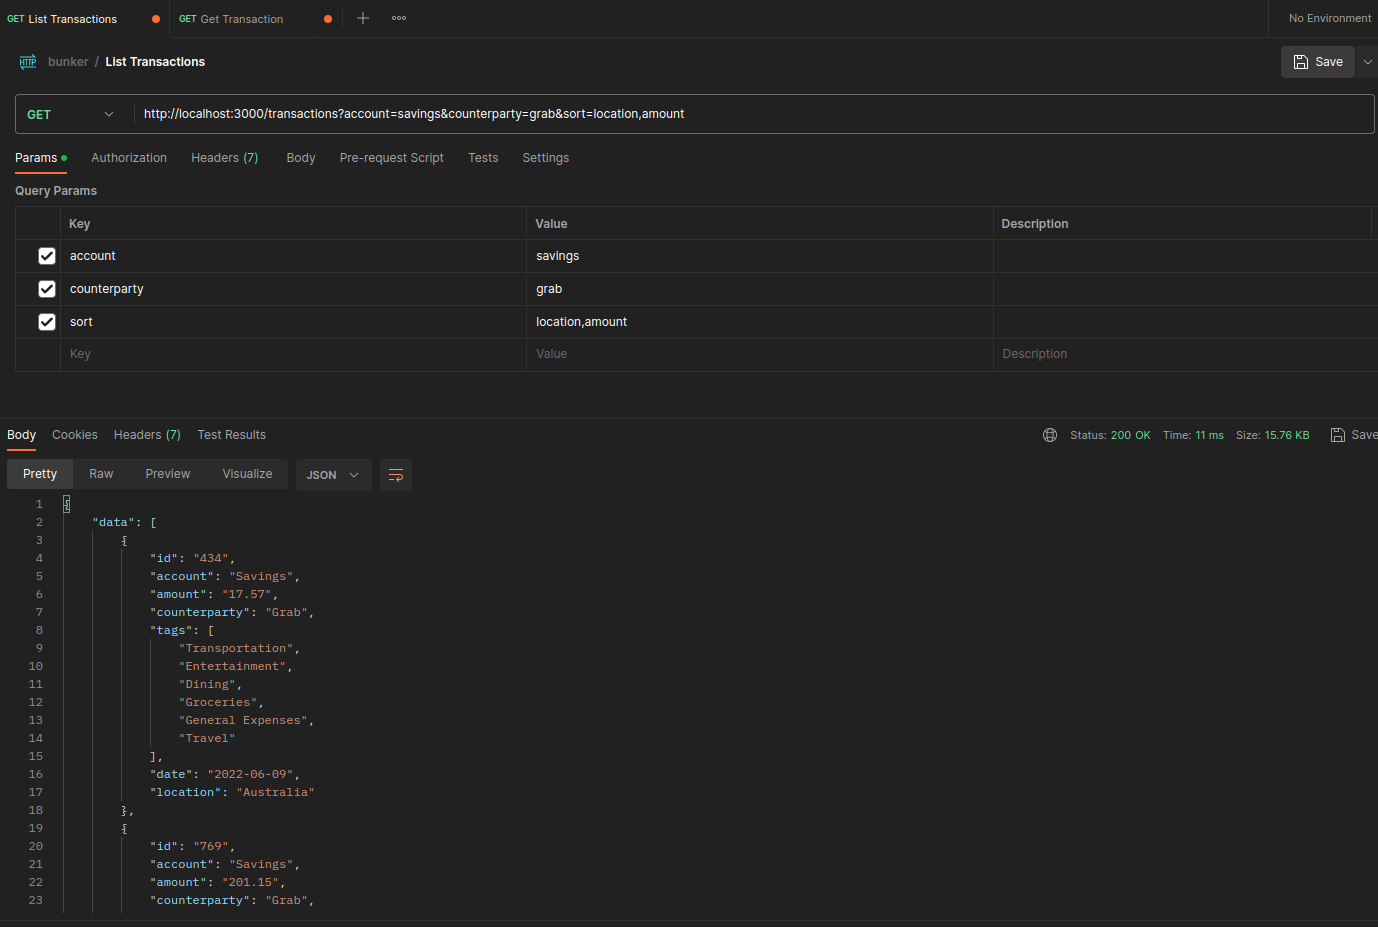 GET List Transactions GET Get Transaction No Environment
HTTP bunker / List Transactions Save
GET http://localhost:3000/transactions?account=savings&counterparty=grab&sort=location,amount
Params Authorization Headers (7) Body Pre-request Script Tests Settings
Query Params
Key Value Description
account savings
counterparty grab
sort location,amount
Key Value Description
Body Cookies Headers (7) Test Results Status: 200 OK Time: 11 ms Size: 15.76 KB Save
Pretty Raw Preview Visualize JSON
1 {
2 "data": [
3 {
4 "id": "434",
5 "account": "Savings",
6 "amount": "17.57",
7 "counterparty": "Grab",
8 "tags": [
9 "Transportation",
10 "Entertainment",
11 "Dining",
12 "Groceries",
13 "General Expenses",
14 "Travel"
15 ],
16 "date": "2022-06-09",
17 "location": "Australia"
18 },
19 {
20 "id": "769",
21 "account": "Savings",
22 "amount": "201.15",
23 "counterparty": "Grab",